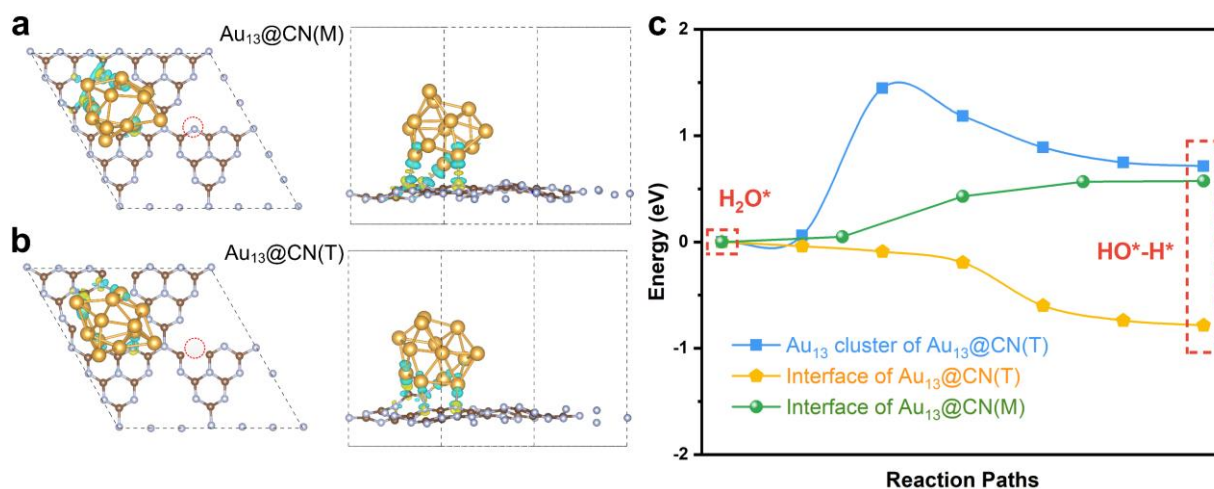 a
Au₁₃@CN(M)
b
Au₁₃@CN(T)
c
2
1
0
-1
-2
Energy (eV)
H₂O*
HO*-H*
Au₁₃ cluster of Au₁₃@CN(T)
Interface of Au₁₃@CN(T)
Interface of Au₁₃@CN(M)
Reaction Paths